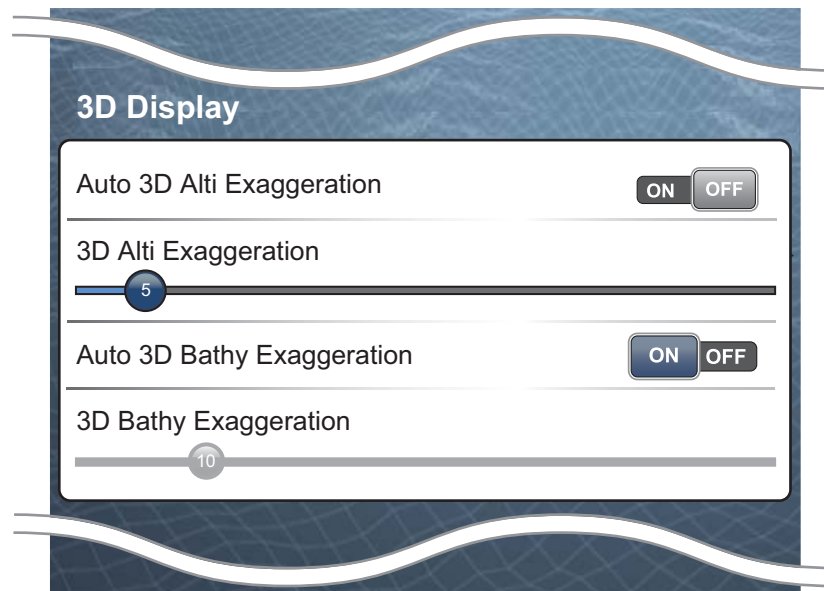 3D Display
Auto 3D Alti Exaggeration ON OFF
3D Alti Exaggeration
5
Auto 3D Bathy Exaggeration ON OFF
3D Bathy Exaggeration
10